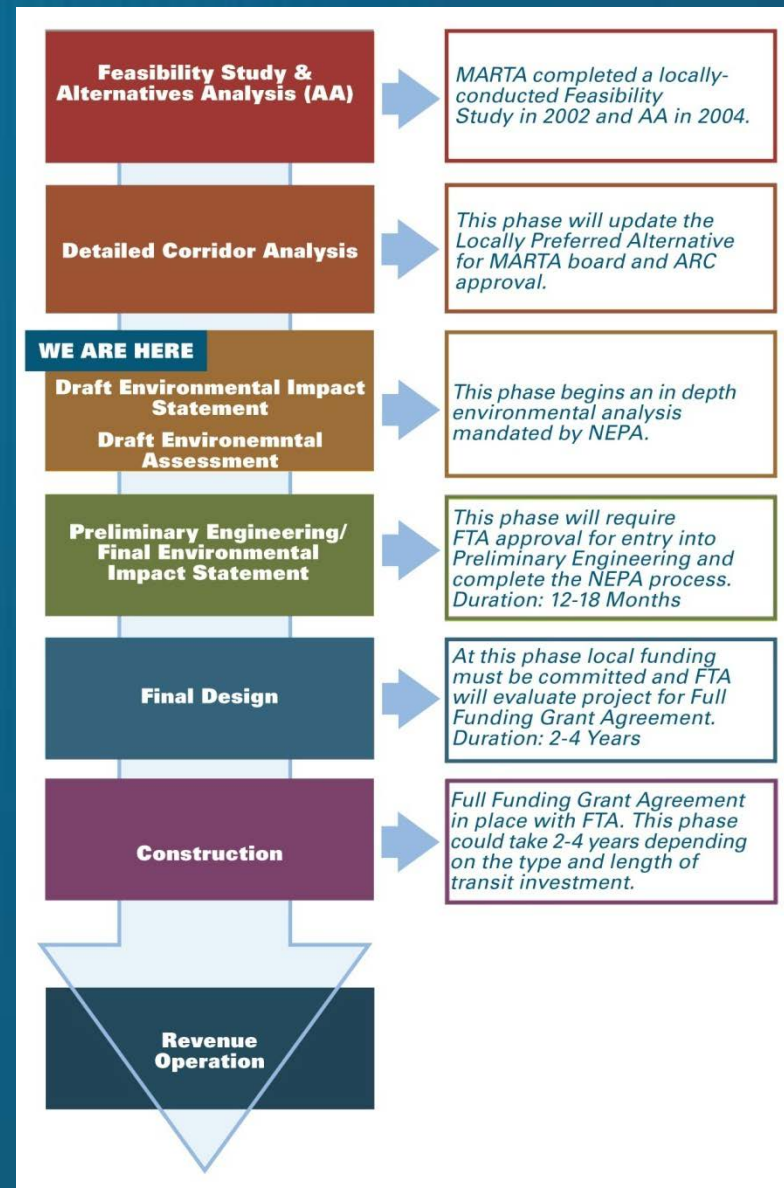 Feasibility Study &
Alternatives Analysis (AA)
MARTA completed a locally-
conducted Feasibility
Study in 2002 and AA in 2004.
Detailed Corridor Analysis
This phase will update the
Locally Preferred Alternative
for MARTA board and ARC
approval.
WE ARE HERE
Draft Environmental Impact
Statement
Draft Environemntal
Assessment
This phase begins an in depth
environmental analysis
mandated by NEPA.
Preliminary Engineering/
Final Environmental
Impact Statement
This phase will require
FTA approval for entry into
Preliminary Engineering and
complete the NEPA process.
Duration: 12-18 Months
Final Design
At this phase local funding
must be committed and FTA
will evaluate project for Full
Funding Grant Agreement.
Duration: 2-4 Years
Construction
Full Funding Grant Agreement
in place with FTA. This phase
could take 2-4 years depending
on the type and length of
transit investment.
Revenue
Operation